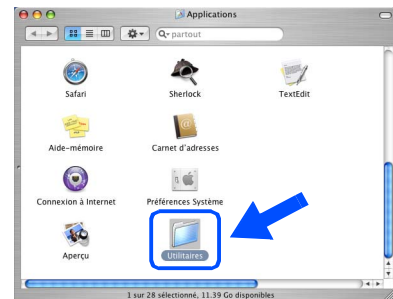 Applications
partout
Safari
Sherlock
TextEdit
Aide-mémoire
Carnet d'adresses
Connexion à Internet
Préférences Système
Aperçu
Utilitaires
1 sur 28 sélectionné, 11.39 Go disponibles